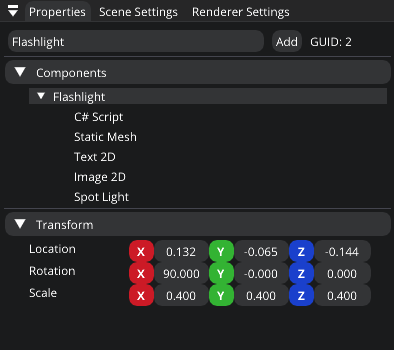 Properties Scene Settings Renderer Settings
Flashlight Add GUID: 2
Components
Flashlight
C# Script
Static Mesh
Text 2D
Image 2D
Spot Light
Transform
Location X 0.132 Y -0.065 Z -0.144
Rotation X 90.000 Y -0.000 Z 0.000
Scale X 0.400 Y 0.400 Z 0.400